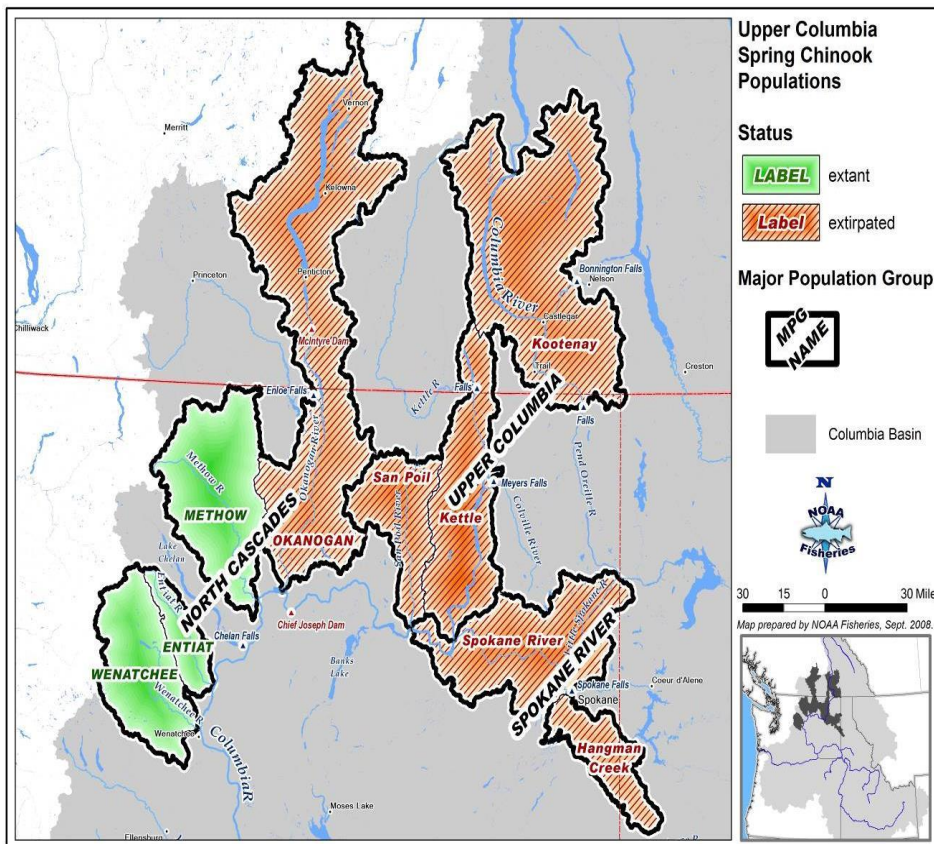 Upper Columbia
Spring Chinook
Populations
Status
LABEL
extant
Label
extirpated
Major Population Group
MPG
NAME
Columbia Basin
N
NOAA
Fisheries
30 15 0 30 Mile
Map prepared by NOAA Fisheries, Sept. 2008.
Vernon
Merritt
Kelowna
Columbia River
Bonnington Falls
Nelson
Princeton
Penticton
Castlegar
Chilliwack
McIntyre Dam
Kootenay
Trail
Creston
Enloe Falls
Kettle R
Falls
Falls
UPPER COLUMBIA
Okanogan River
Methow R
San Poil
Meyers Falls
Pend Oreille R
METHOW
Kettle
Colville River
NORTH CASCADES
OKANOGAN
San Poil River
Lake
Chelan
Entiat R
Chief Joseph Dam
Spokane River
Little Spokane R
Chelan Falls
ENTIAT
WENATCHEE
Banks
Lake
SPOKANE RIVER
Spokane Falls
Coeur d'Alene
Spokane
Wenatchee R
Wenatchee
Columbia R
Hangman
Creek
Moses Lake
Ellensburg